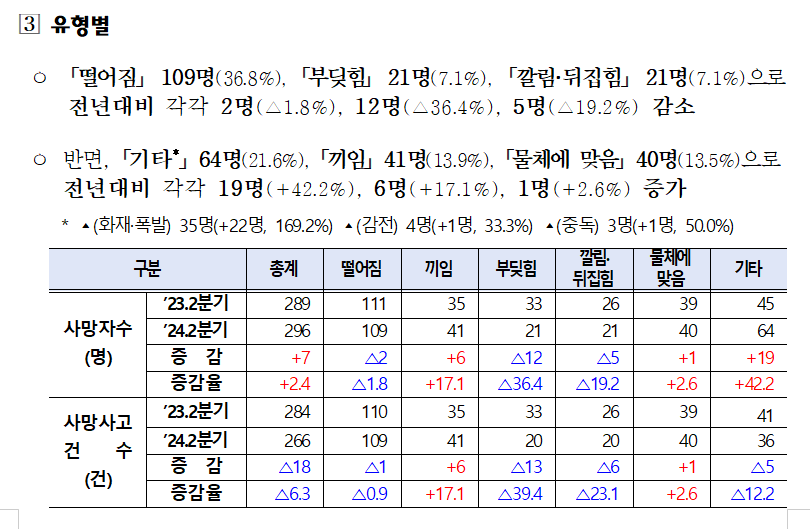 ③ 유형별
○ 「떨어짐」 109명(36.8%), 「부딪힘」 21명(7.1%), 「깔림·뒤집힘」 21명(7.1%)으로
전년대비 각각 2명(△1.8%), 12명(△36.4%), 5명(△19.2%) 감소
○ 반면, 「기타*」 64명(21.6%), 「끼임」 41명(13.9%), 「물체에 맞음」 40명(13.5%)으로
전년대비 각각 19명(+42.2%), 6명(+17.1%), 1명(+2.6%) 증가
* ▲(화재·폭발) 35명(+22명, 169.2%) ▲(감전) 4명(+1명, 33.3%) ▲(중독) 3명(+1명, 50.0%)
구분 총계 떨어짐 끼임 부딪힘 깔림·뒤집힘 물체에 맞음 기타
사망자수(명) ’23.2분기 289 111 35 33 26 39 45
’24.2분기 296 109 41 21 21 40 64
증 감 +7 △2 +6 △12 △5 +1 +19
증감율 +2.4 △1.8 +17.1 △36.4 △19.2 +2.6 +42.2
사망사고 건 수(건) ’23.2분기 284 110 35 33 26 39 41
’24.2분기 266 109 41 20 20 40 36
증 감 △18 △1 +6 △13 △6 +1 △5
증감율 △6.3 △0.9 +17.1 △39.4 △23.1 +2.6 △12.2